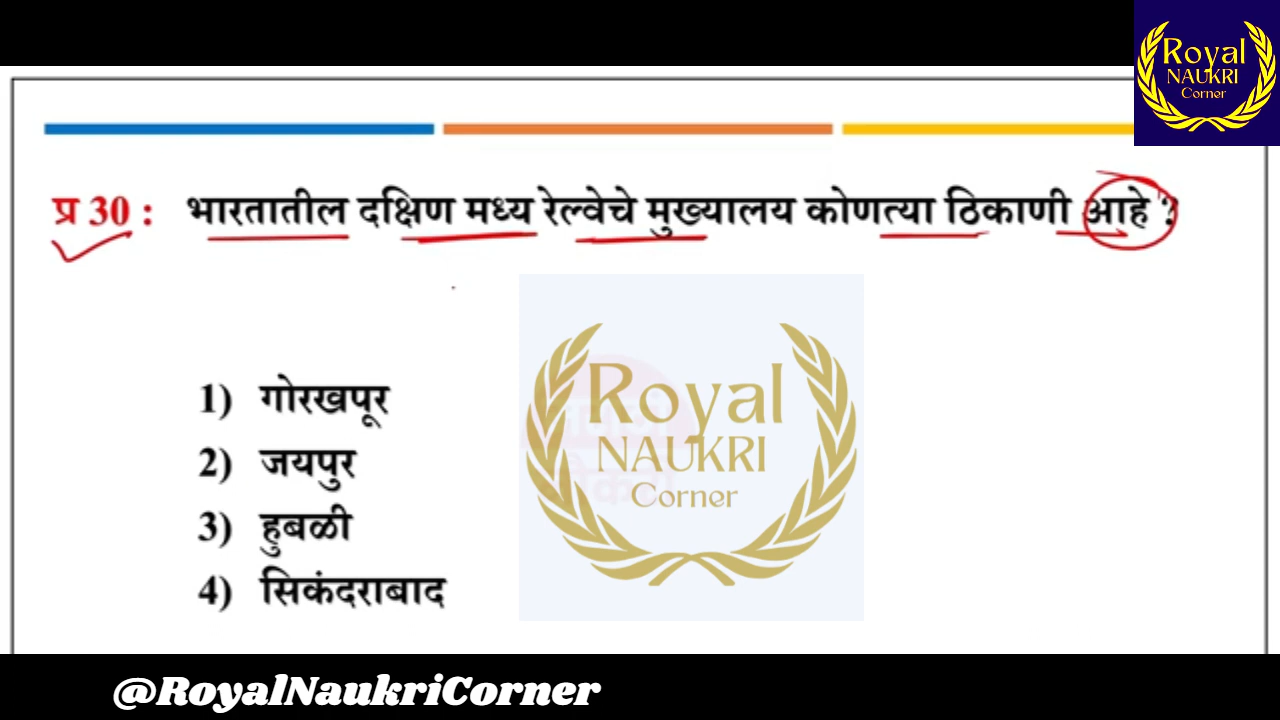 Royal
NAUKRI
Corner
प्र 30 : भारतातील दक्षिण मध्य रेल्वेचे मुख्यालय कोणत्या ठिकाणी आहे ?
Royal
NAUKRI
Corner
1) गोरखपूर
2) जयपुर
3) हुबळी
4) सिकंदराबाद
@RoyalNaukriCorner